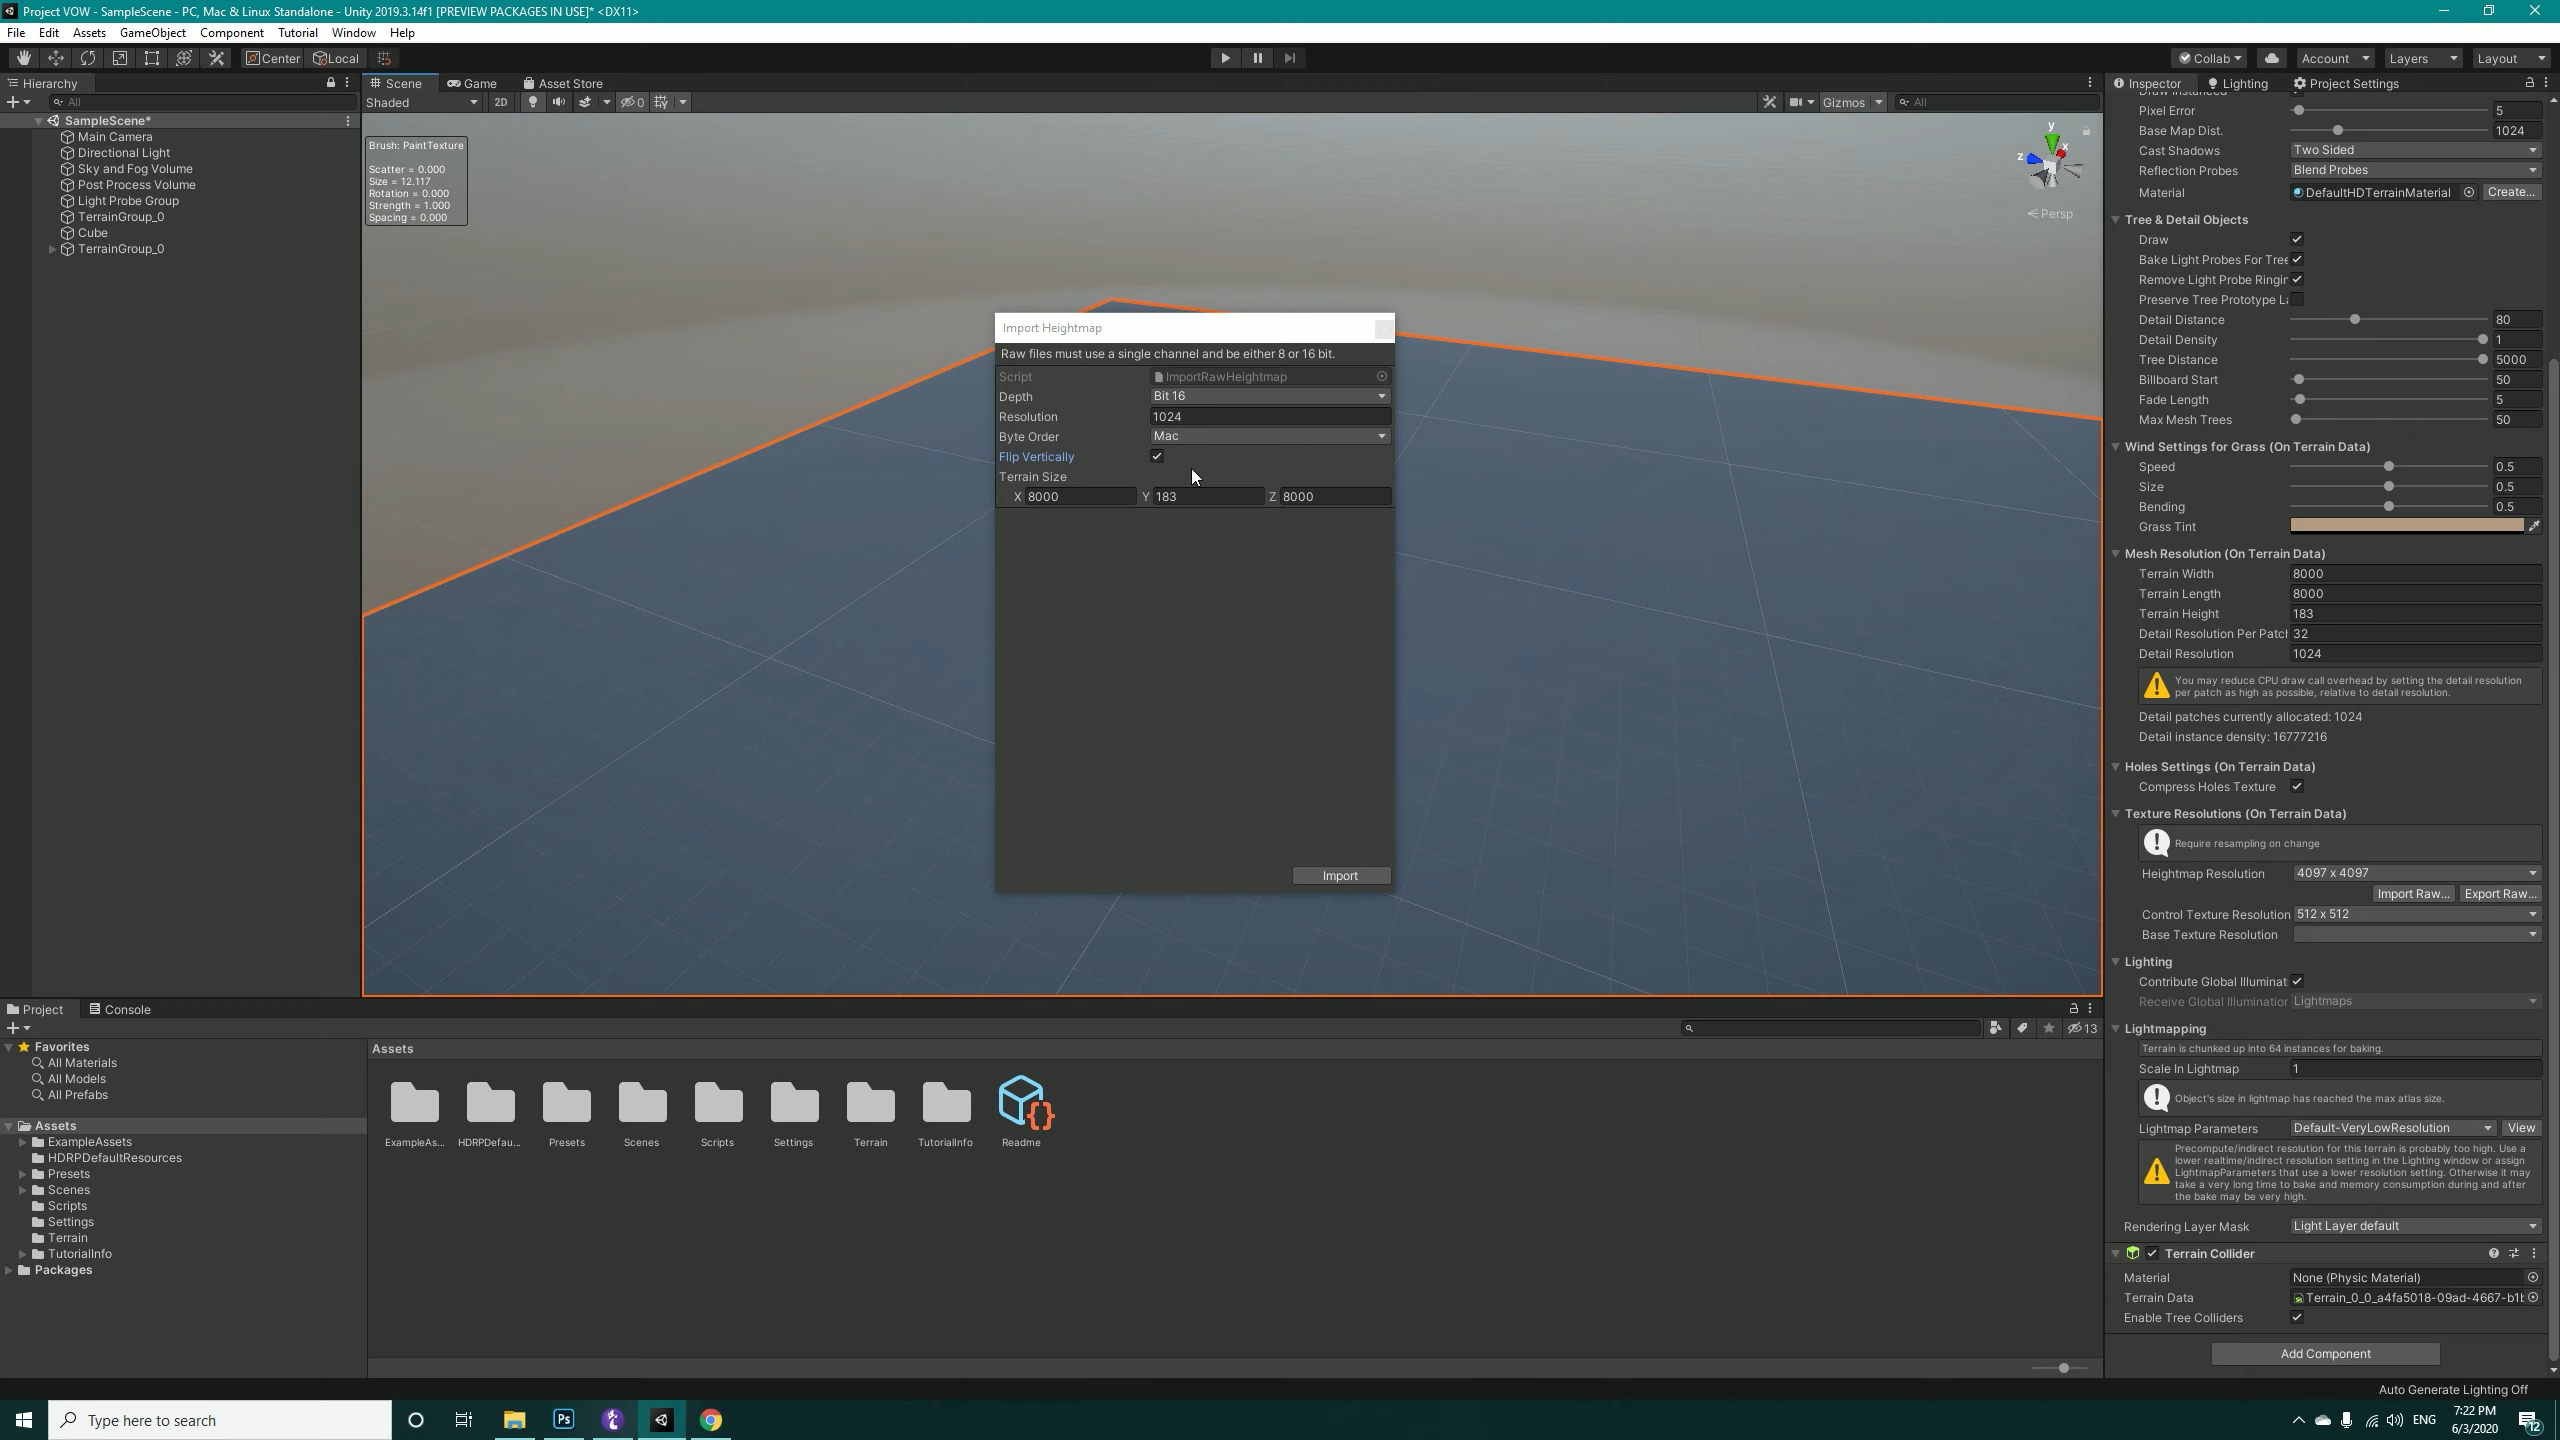 Project VOW - SampleScene - PC, Mac & Linux Standalone - Unity 2019.3.14f1 [PREVIEW PACKAGES IN USE]* <DX11>
File Edit Assets GameObject Component Tutorial Window Help
Center Local Collab Account Layers Layout
Hierarchy
All
SampleScene*
Main Camera
Directional Light
Sky and Fog Volume
Post Process Volume
Light Probe Group
TerrainGroup_0
Cube
TerrainGroup_0
Scene Game Asset Store
Shaded 2D 0 Gizmos All
Brush: PaintTexture
Scatter = 0.000
Size = 12.117
Rotation = 0.000
Strength = 1.000
Spacing = 0.000
y
x
z
Persp
Import Heightmap
Raw files must use a single channel and be either 8 or 16 bit.
Script ImportRawHeightmap
Depth Bit 16
Resolution 1024
Byte Order Mac
Flip Vertically
Terrain Size
X 8000 Y 183 Z 8000
Import
Inspector Lighting Project Settings
Draw Instanced
Pixel Error 5
Base Map Dist. 1024
Cast Shadows Two Sided
Reflection Probes Blend Probes
Material DefaultHDTerrainMaterial Create...
Tree & Detail Objects
Draw
Bake Light Probes For Tree
Remove Light Probe Ringin
Preserve Tree Prototype La
Detail Distance 80
Detail Density 1
Tree Distance 5000
Billboard Start 50
Fade Length 5
Max Mesh Trees 50
Wind Settings for Grass (On Terrain Data)
Speed 0.5
Size 0.5
Bending 0.5
Grass Tint
Mesh Resolution (On Terrain Data)
Terrain Width 8000
Terrain Length 8000
Terrain Height 183
Detail Resolution Per Patch 32
Detail Resolution 1024
You may reduce CPU draw call overhead by setting the detail resolution
per patch as high as possible, relative to detail resolution.
Detail patches currently allocated: 1024
Detail instance density: 16777216
Holes Settings (On Terrain Data)
Compress Holes Texture
Texture Resolutions (On Terrain Data)
Require resampling on change
Heightmap Resolution 4097 x 4097
Import Raw... Export Raw...
Control Texture Resolution 512 x 512
Base Texture Resolution
Lighting
Contribute Global Illuminat
Receive Global Illumination Lightmaps
Lightmapping
Terrain is chunked up into 64 instances for baking.
Scale In Lightmap 1
Object's size in lightmap has reached the max atlas size.
Lightmap Parameters Default-VeryLowResolution View
Precompute/indirect resolution for this terrain is probably too high. Use a
lower realtime/indirect resolution setting in the Lighting window or assign
LightmapParameters that use a lower resolution setting. Otherwise it may
take a very long time to bake and memory consumption during and after
the bake may be very high.
Rendering Layer Mask Light Layer default
Terrain Collider
Material None (Physic Material)
Terrain Data Terrain_0_0_a4fa5018-09ad-4667-b1b
Enable Tree Colliders
Add Component
Auto Generate Lighting Off
Project Console
13
Favorites
All Materials
All Models
All Prefabs
Assets
ExampleAssets
HDRPDefaultResources
Presets
Scenes
Scripts
Settings
Terrain
TutorialInfo
Packages
Assets
ExampleAs... HDRPDefau... Presets Scenes Scripts Settings Terrain TutorialInfo Readme
Type here to search
Ps
ENG
7:22 PM
6/3/2020
12